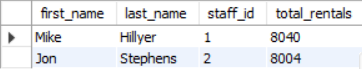 first_name last_name staff_id total_rentals
Mike Hillyer 1 8040
Jon Stephens 2 8004